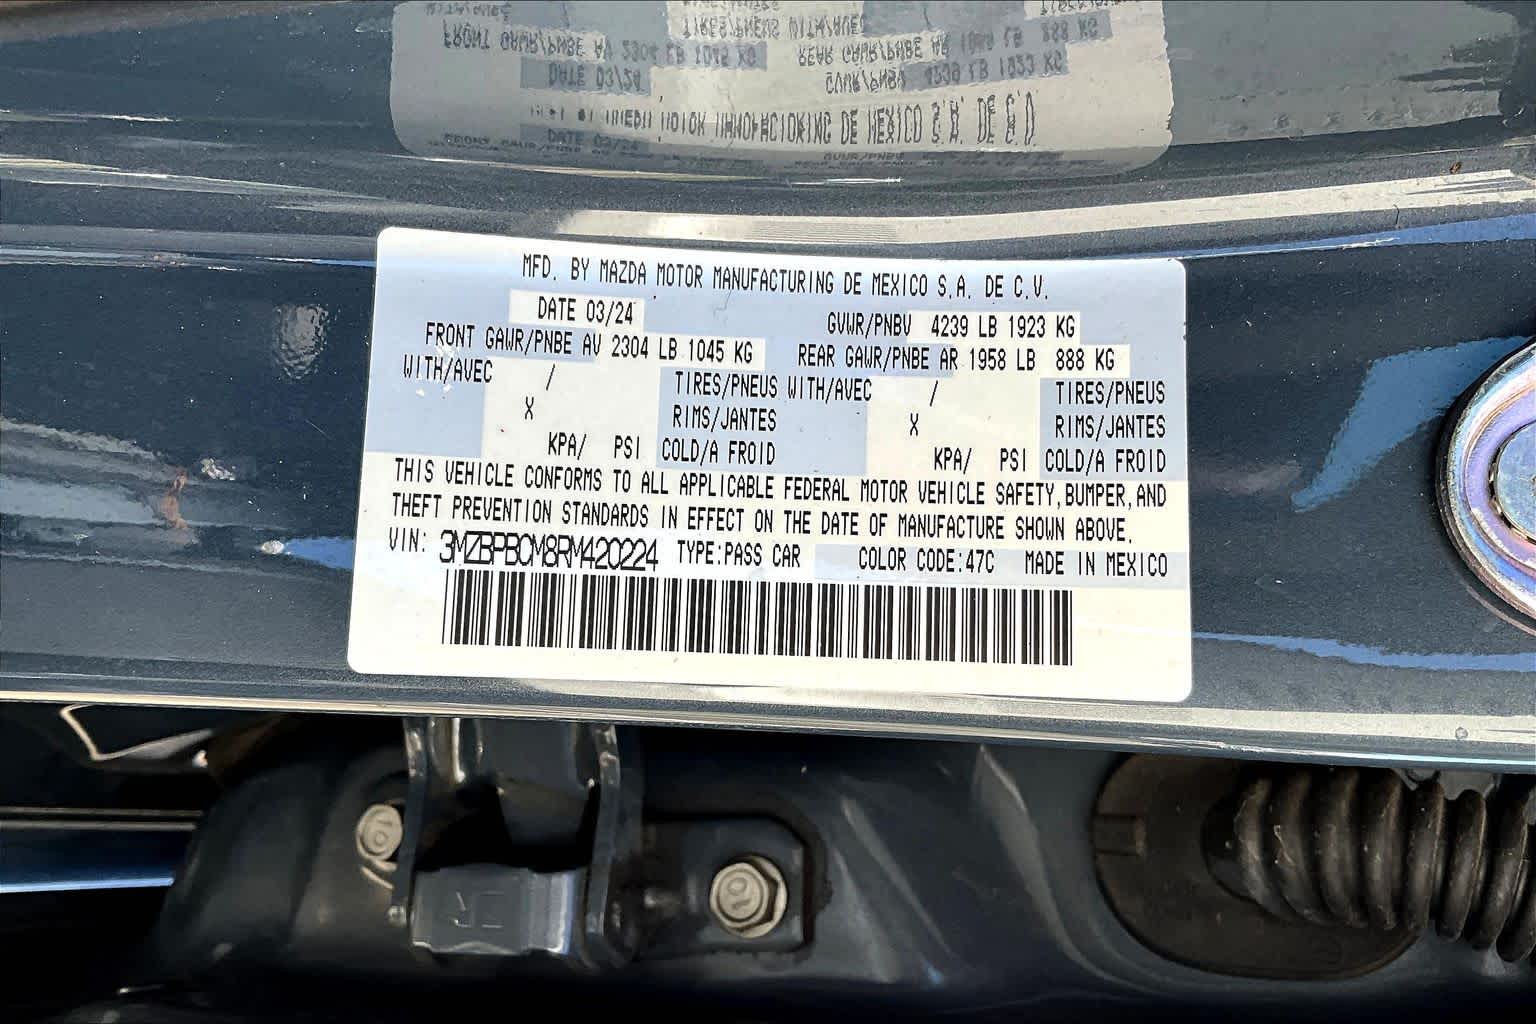 MFD. BY MAZDA MOTOR MANUFACTURING DE MEXICO S.A. DE C.V.
DATE 03/24 GVWR/PNBV 4239 LB 1923 KG
FRONT GAWR/PNBE AV 2304 LB 1045 KG REAR GAWR/PNBE AR 1958 LB 888 KG
WITH/AVEC / TIRES/PNEUS WITH/AVEC / TIRES/PNEUS
X RIMS/JANTES X RIMS/JANTES
KPA/ PSI COLD/A FROID KPA/ PSI COLD/A FROID
THIS VEHICLE CONFORMS TO ALL APPLICABLE FEDERAL MOTOR VEHICLE SAFETY, BUMPER, AND
THEFT PREVENTION STANDARDS IN EFFECT ON THE DATE OF MANUFACTURE SHOWN ABOVE.
VIN: 3MZBPBCM8RM420224 TYPE:PASS CAR COLOR CODE:47C MADE IN MEXICO
10